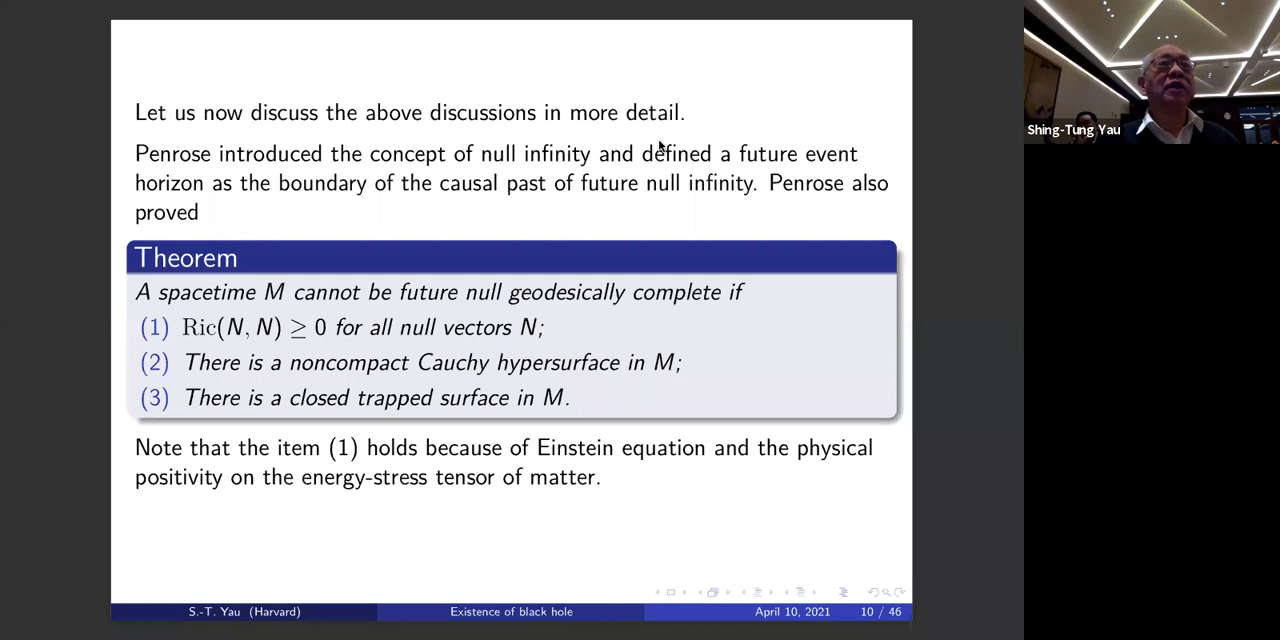 Let us now discuss the above discussions in more detail.
Penrose introduced the concept of null infinity and defined a future event
horizon as the boundary of the causal past of future null infinity. Penrose also
proved
Theorem
A spacetime M cannot be future null geodesically complete if
(1) Ric(N, N) ≥ 0 for all null vectors N;
(2) There is a noncompact Cauchy hypersurface in M;
(3) There is a closed trapped surface in M.
Note that the item (1) holds because of Einstein equation and the physical
positivity on the energy-stress tensor of matter.
S.-T. Yau (Harvard)
Existence of black hole
April 10, 2021
10 / 46
Shing-Tung Yau